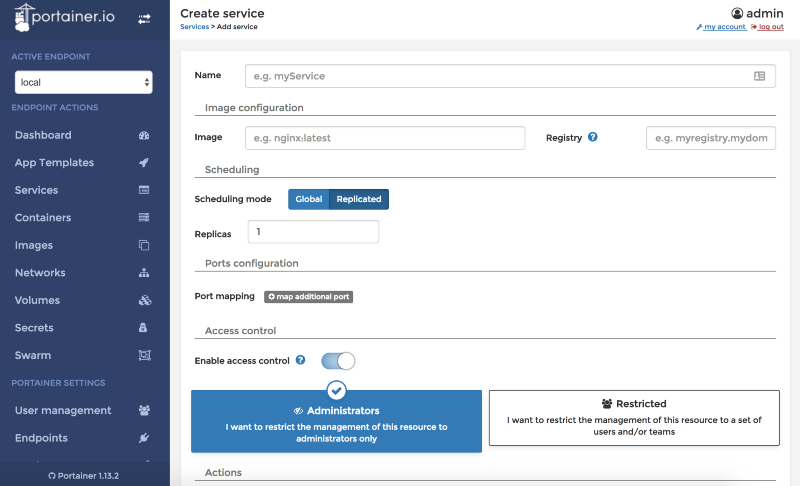 portainer.io
ACTIVE ENDPOINT
local
ENDPOINT ACTIONS
Dashboard
App Templates
Services
Containers
Images
Networks
Volumes
Secrets
Swarm
PORTAINER SETTINGS
User management
Endpoints
Portainer 1.13.2
Create service
Services > Add service
admin
my account log out
Name e.g. myService
Image configuration
Image e.g. nginx:latest Registry e.g. myregistry.mydom
Scheduling
Scheduling mode Global Replicated
Replicas 1
Ports configuration
Port mapping map additional port
Access control
Enable access control
Administrators
I want to restrict the management of this resource to
administrators only
Restricted
I want to restrict the management of this resource to a set of
users and/or teams
Actions